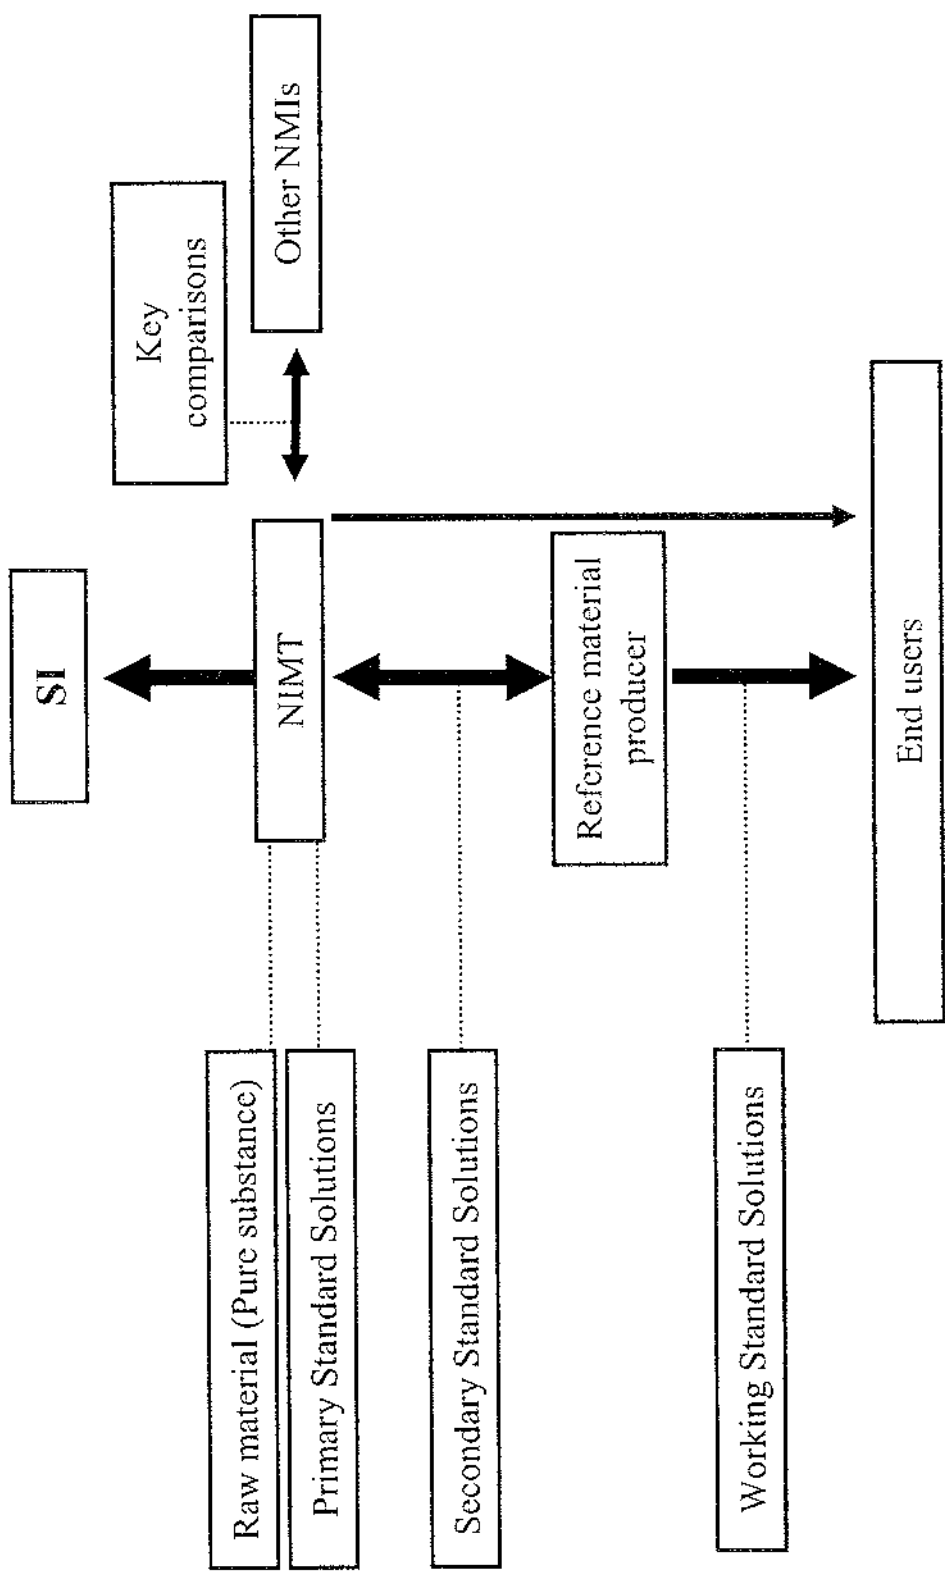 SI
Key
comparisons
NIMT
Other NMIs
Raw material (Pure substance)
Primary Standard Solutions
Secondary Standard Solutions
Reference material
producer
Working Standard Solutions
End users